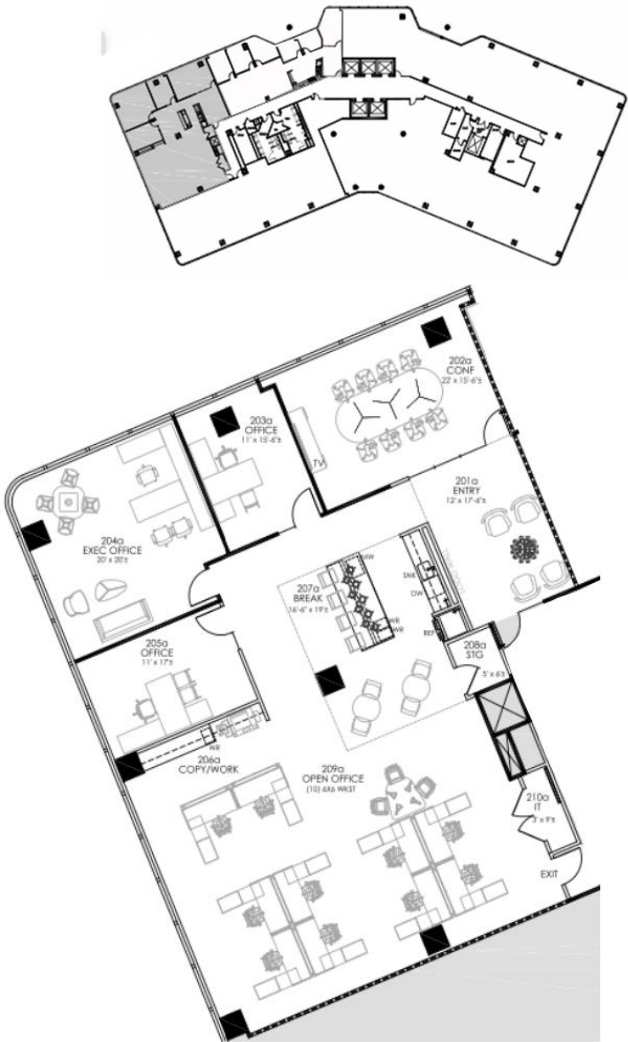 202a
CONF
22' x 15'-6"±
203a
OFFICE
11' x 15'-6"±
TV
201a
ENTRY
12' x 17'-6"±
204a
EXEC OFFICE
20' x 20'±
207a
BREAK
16'-6" x 19'±
SNK
DW
WR
WR
REF
205a
OFFICE
11' x 17'±
208a
STG
5' x 6'±
WR
206a
COPY/WORK
209a
OPEN OFFICE
(10) 6X6 WKST
210a
IT
3' x 9'±
EXIT